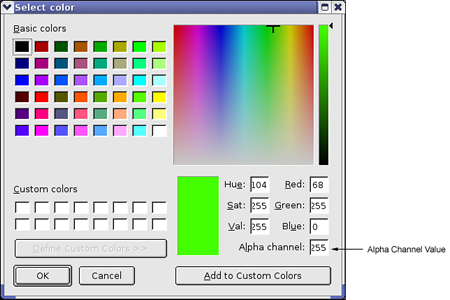 Select color
Basic colors
Custom colors
Define Custom Colors >>
OK
Cancel
Hue: 104
Red: 68
Sat: 255
Green: 255
Val: 255
Blue: 0
Alpha channel: 255
Add to Custom Colors
Alpha Channel Value